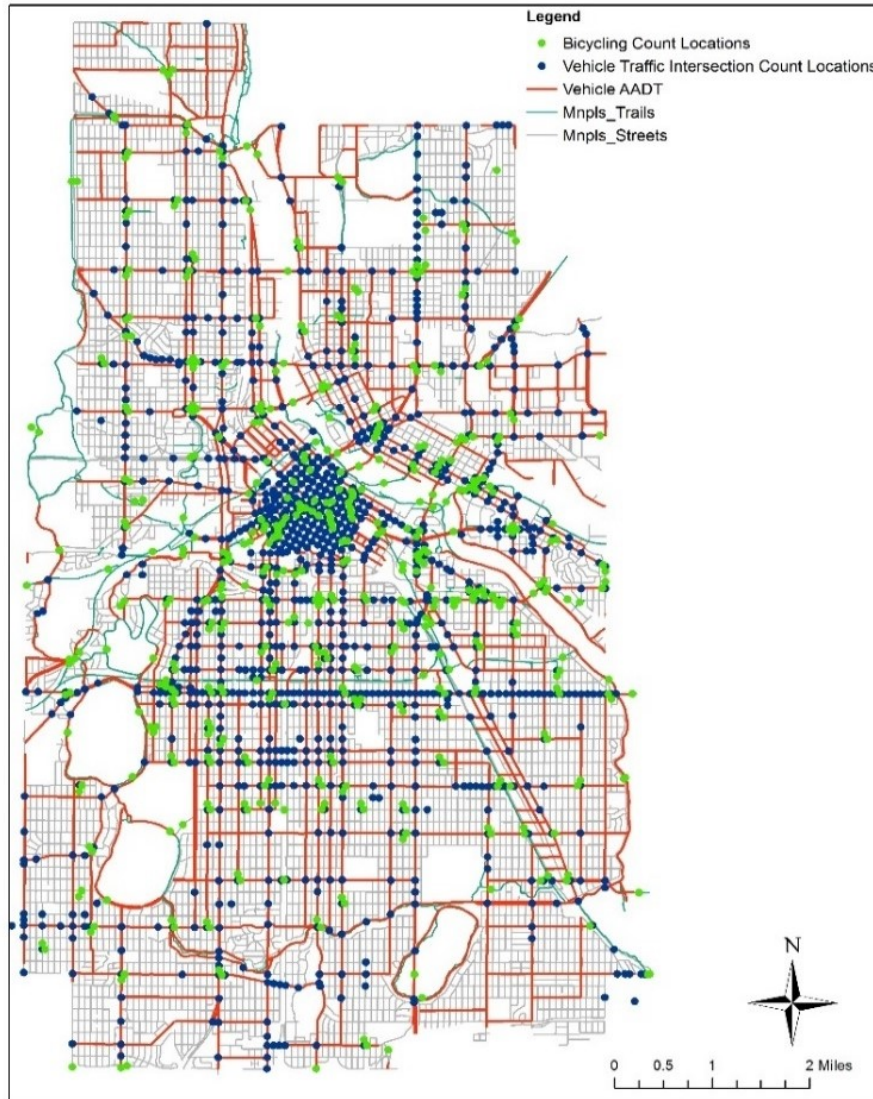 Legend
Bicycling Count Locations
Vehicle Traffic Intersection Count Locations
Vehicle AADT
Mnpls_Trails
Mnpls_Streets
N
0 0.5 1 2 Miles